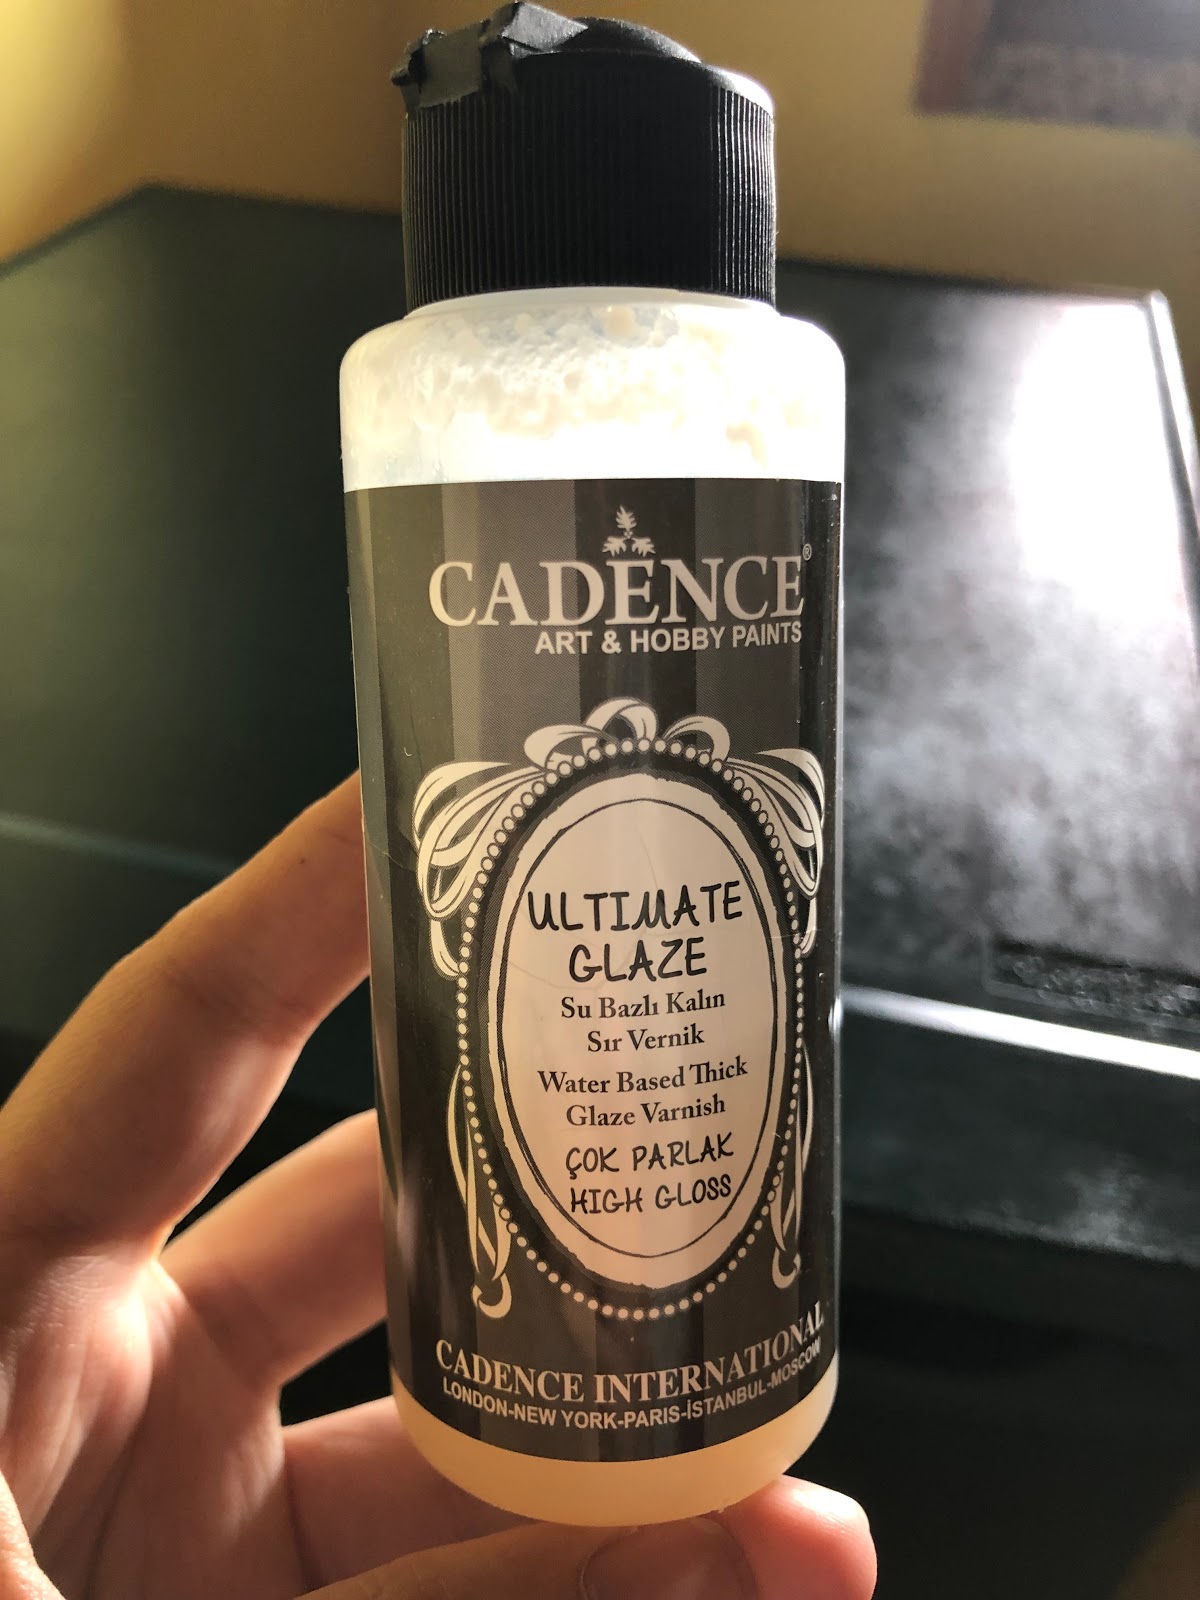 CADENCE®
ART & HOBBY PAINTS
ULTIMATE
GLAZE
Su Bazlı Kalın
Sır Vernik
Water Based Thick
Glaze Varnish
ÇOK PARLAK
HIGH GLOSS
CADENCE INTERNATIONAL
LONDON-NEW YORK-PARIS-İSTANBUL-MOSCOW